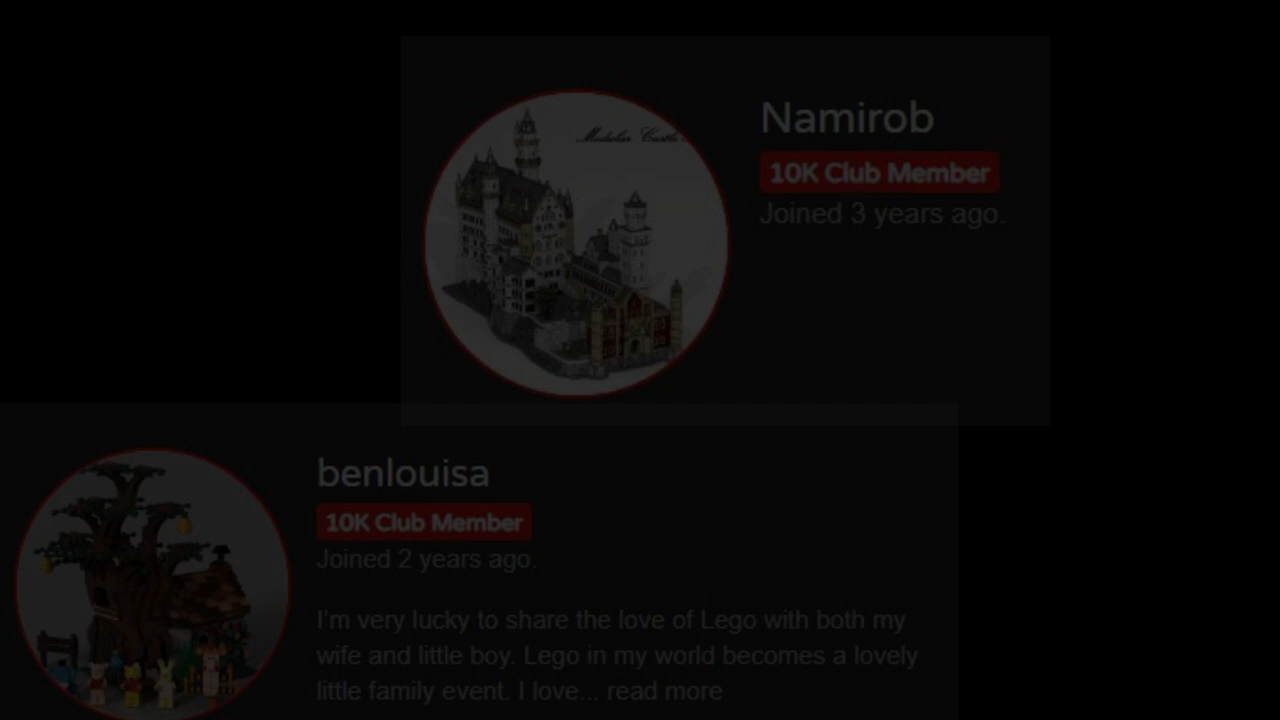 Modular Castle
Namirob
10K Club Member
Joined 3 years ago.
benlouisa
10K Club Member
Joined 2 years ago.
I'm very lucky to share the love of Lego with both my
wife and little boy. Lego in my world becomes a lovely
little family event. I love... read more